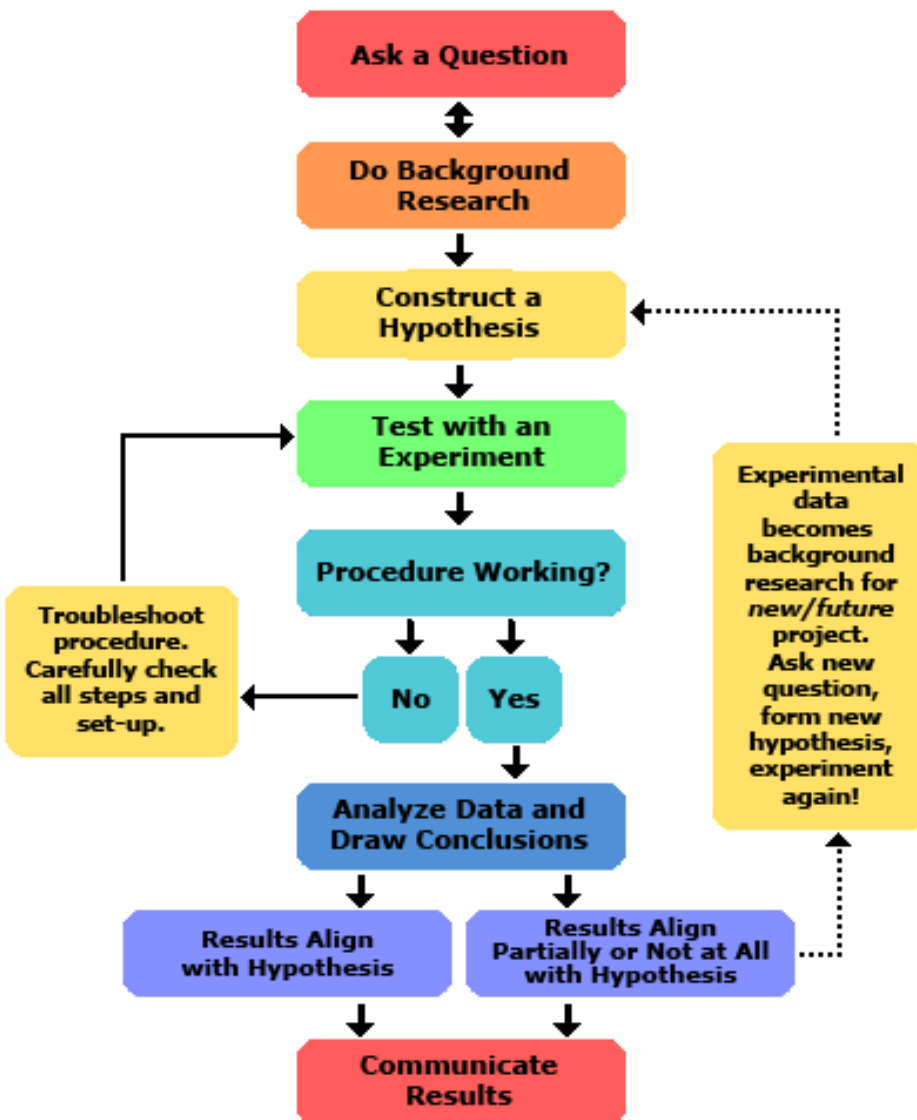 Ask a Question
Do Background
Research
Construct a
Hypothesis
Test with an
Experiment
Procedure Working?
No
Yes
Troubleshoot
procedure.
Carefully check
all steps and
set-up.
Experimental
data
becomes
background
research for
new/future
project.
Ask new
question,
form new
hypothesis,
experiment
again!
Analyze Data and
Draw Conclusions
Results Align
with Hypothesis
Results Align
Partially or Not at All
with Hypothesis
Communicate
Results